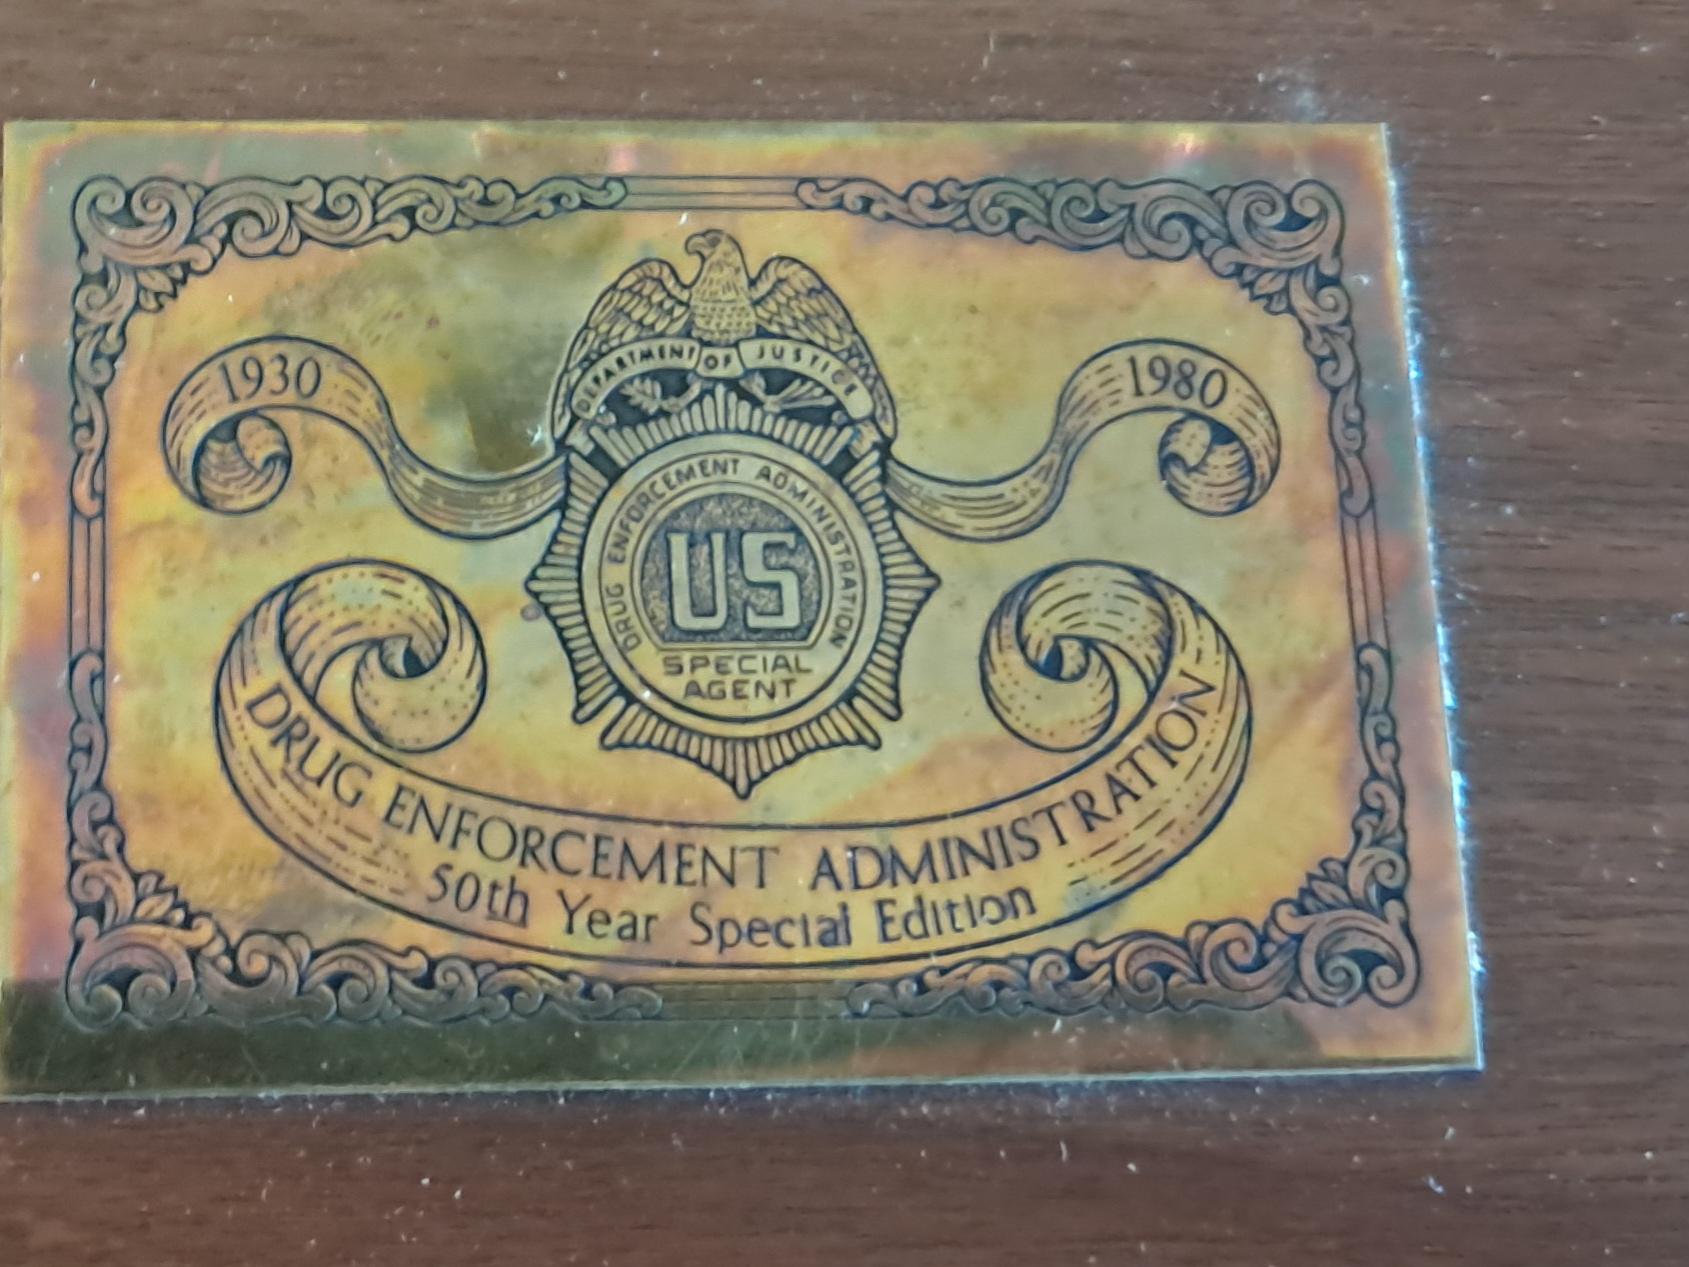 1930
1980
DEPARTMENT OF JUSTICE
DRUG ENFORCEMENT ADMINISTRATION
US
SPECIAL
AGENT
DRUG ENFORCEMENT ADMINISTRATION
50th Year Special Edition